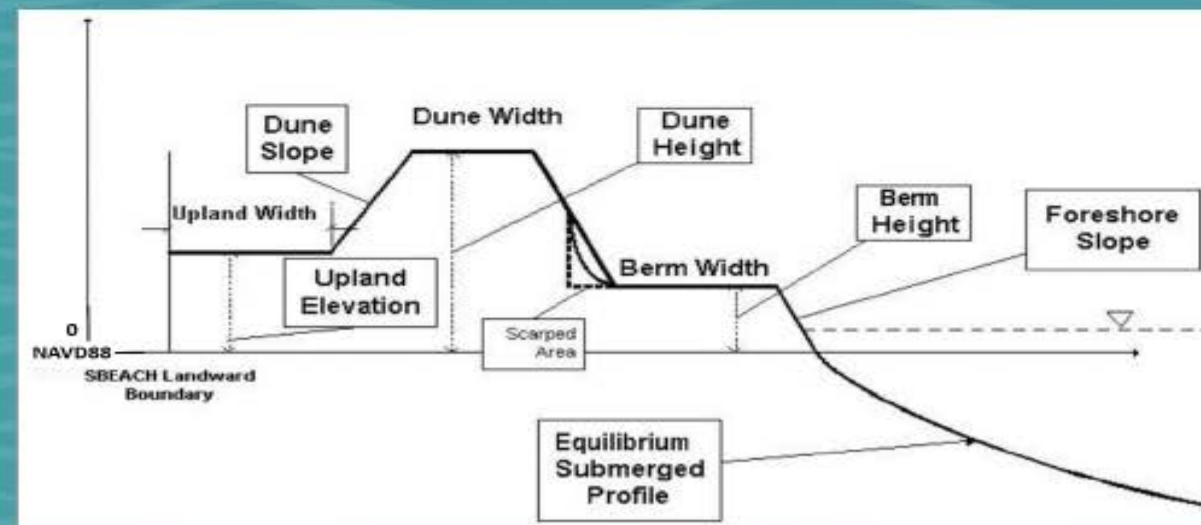 Dune Width
Dune
Slope
Dune
Height
Upland Width
Berm
Height
Foreshore
Slope
Upland
Elevation
Berm Width
Scarped
Area
0
NAVD88
SBEACH Landward
Boundary
Equilibrium
Submerged
Profile